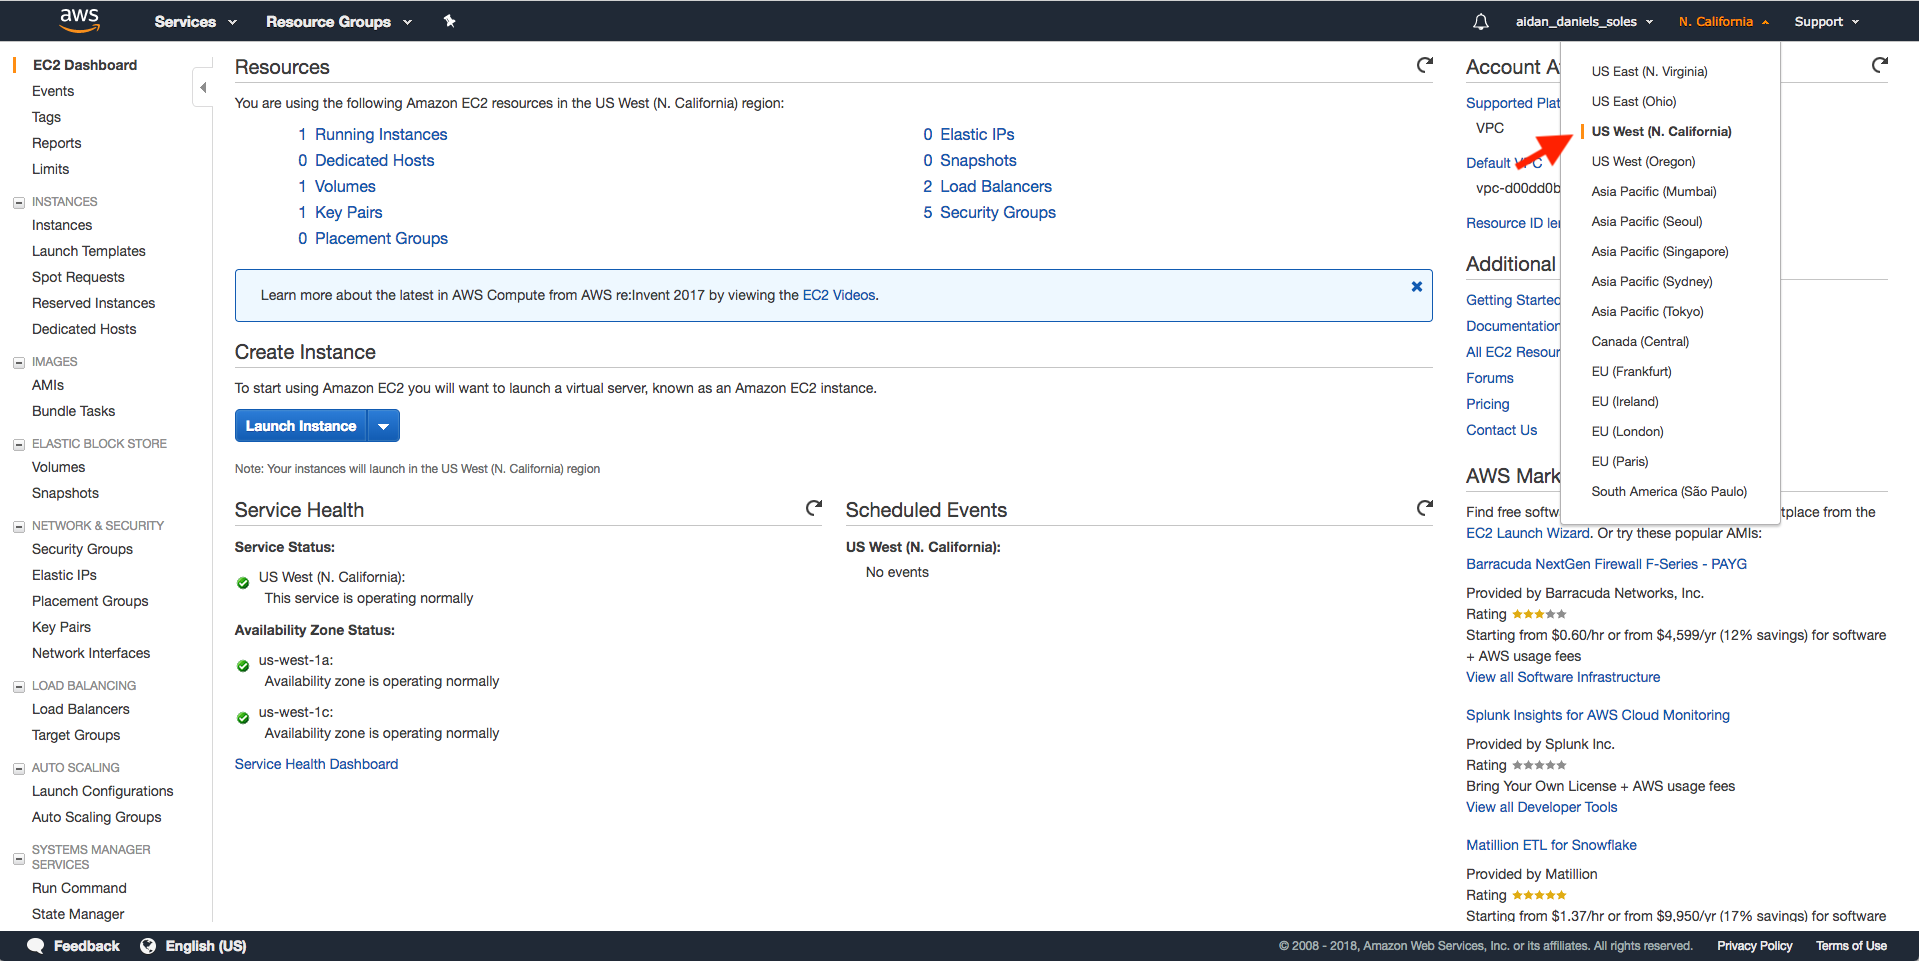 aws
Services
Resource Groups
aidan_daniels_soles
N. California
Support
EC2 Dashboard
Events
Tags
Reports
Limits
INSTANCES
Instances
Launch Templates
Spot Requests
Reserved Instances
Dedicated Hosts
IMAGES
AMIs
Bundle Tasks
ELASTIC BLOCK STORE
Volumes
Snapshots
NETWORK & SECURITY
Security Groups
Elastic IPs
Placement Groups
Key Pairs
Network Interfaces
LOAD BALANCING
Load Balancers
Target Groups
AUTO SCALING
Launch Configurations
Auto Scaling Groups
SYSTEMS MANAGER
SERVICES
Run Command
State Manager
Resources
You are using the following Amazon EC2 resources in the US West (N. California) region:
1 Running Instances
0 Dedicated Hosts
1 Volumes
1 Key Pairs
0 Placement Groups
0 Elastic IPs
0 Snapshots
2 Load Balancers
5 Security Groups
Learn more about the latest in AWS Compute from AWS re:Invent 2017 by viewing the EC2 Videos.
Create Instance
To start using Amazon EC2 you will want to launch a virtual server, known as an Amazon EC2 instance.
Launch Instance
Note: Your instances will launch in the US West (N. California) region
Service Health
Service Status:
US West (N. California):
This service is operating normally
Availability Zone Status:
us-west-1a:
Availability zone is operating normally
us-west-1c:
Availability zone is operating normally
Service Health Dashboard
Scheduled Events
US West (N. California):
No events
Account A
Supported Plat
VPC
Default VPC
vpc-d00dd0b
Resource ID le
Additional
Getting Started
Documentation
All EC2 Resour
Forums
Pricing
Contact Us
AWS Mark
Find free softw
tplace from the
EC2 Launch Wizard. Or try these popular AMIs:
Barracuda NextGen Firewall F-Series - PAYG
Provided by Barracuda Networks, Inc.
Rating
Starting from $0.60/hr or from $4,599/yr (12% savings) for software
+ AWS usage fees
View all Software Infrastructure
Splunk Insights for AWS Cloud Monitoring
Provided by Splunk Inc.
Rating
Bring Your Own License + AWS usage fees
View all Developer Tools
Matillion ETL for Snowflake
Provided by Matillion
Rating
Starting from $1.37/hr or from $9,950/yr (17% savings) for software
US East (N. Virginia)
US East (Ohio)
US West (N. California)
US West (Oregon)
Asia Pacific (Mumbai)
Asia Pacific (Seoul)
Asia Pacific (Singapore)
Asia Pacific (Sydney)
Asia Pacific (Tokyo)
Canada (Central)
EU (Frankfurt)
EU (Ireland)
EU (London)
EU (Paris)
South America (São Paulo)
Feedback
English (US)
© 2008 - 2018, Amazon Web Services, Inc. or its affiliates. All rights reserved.
Privacy Policy
Terms of Use